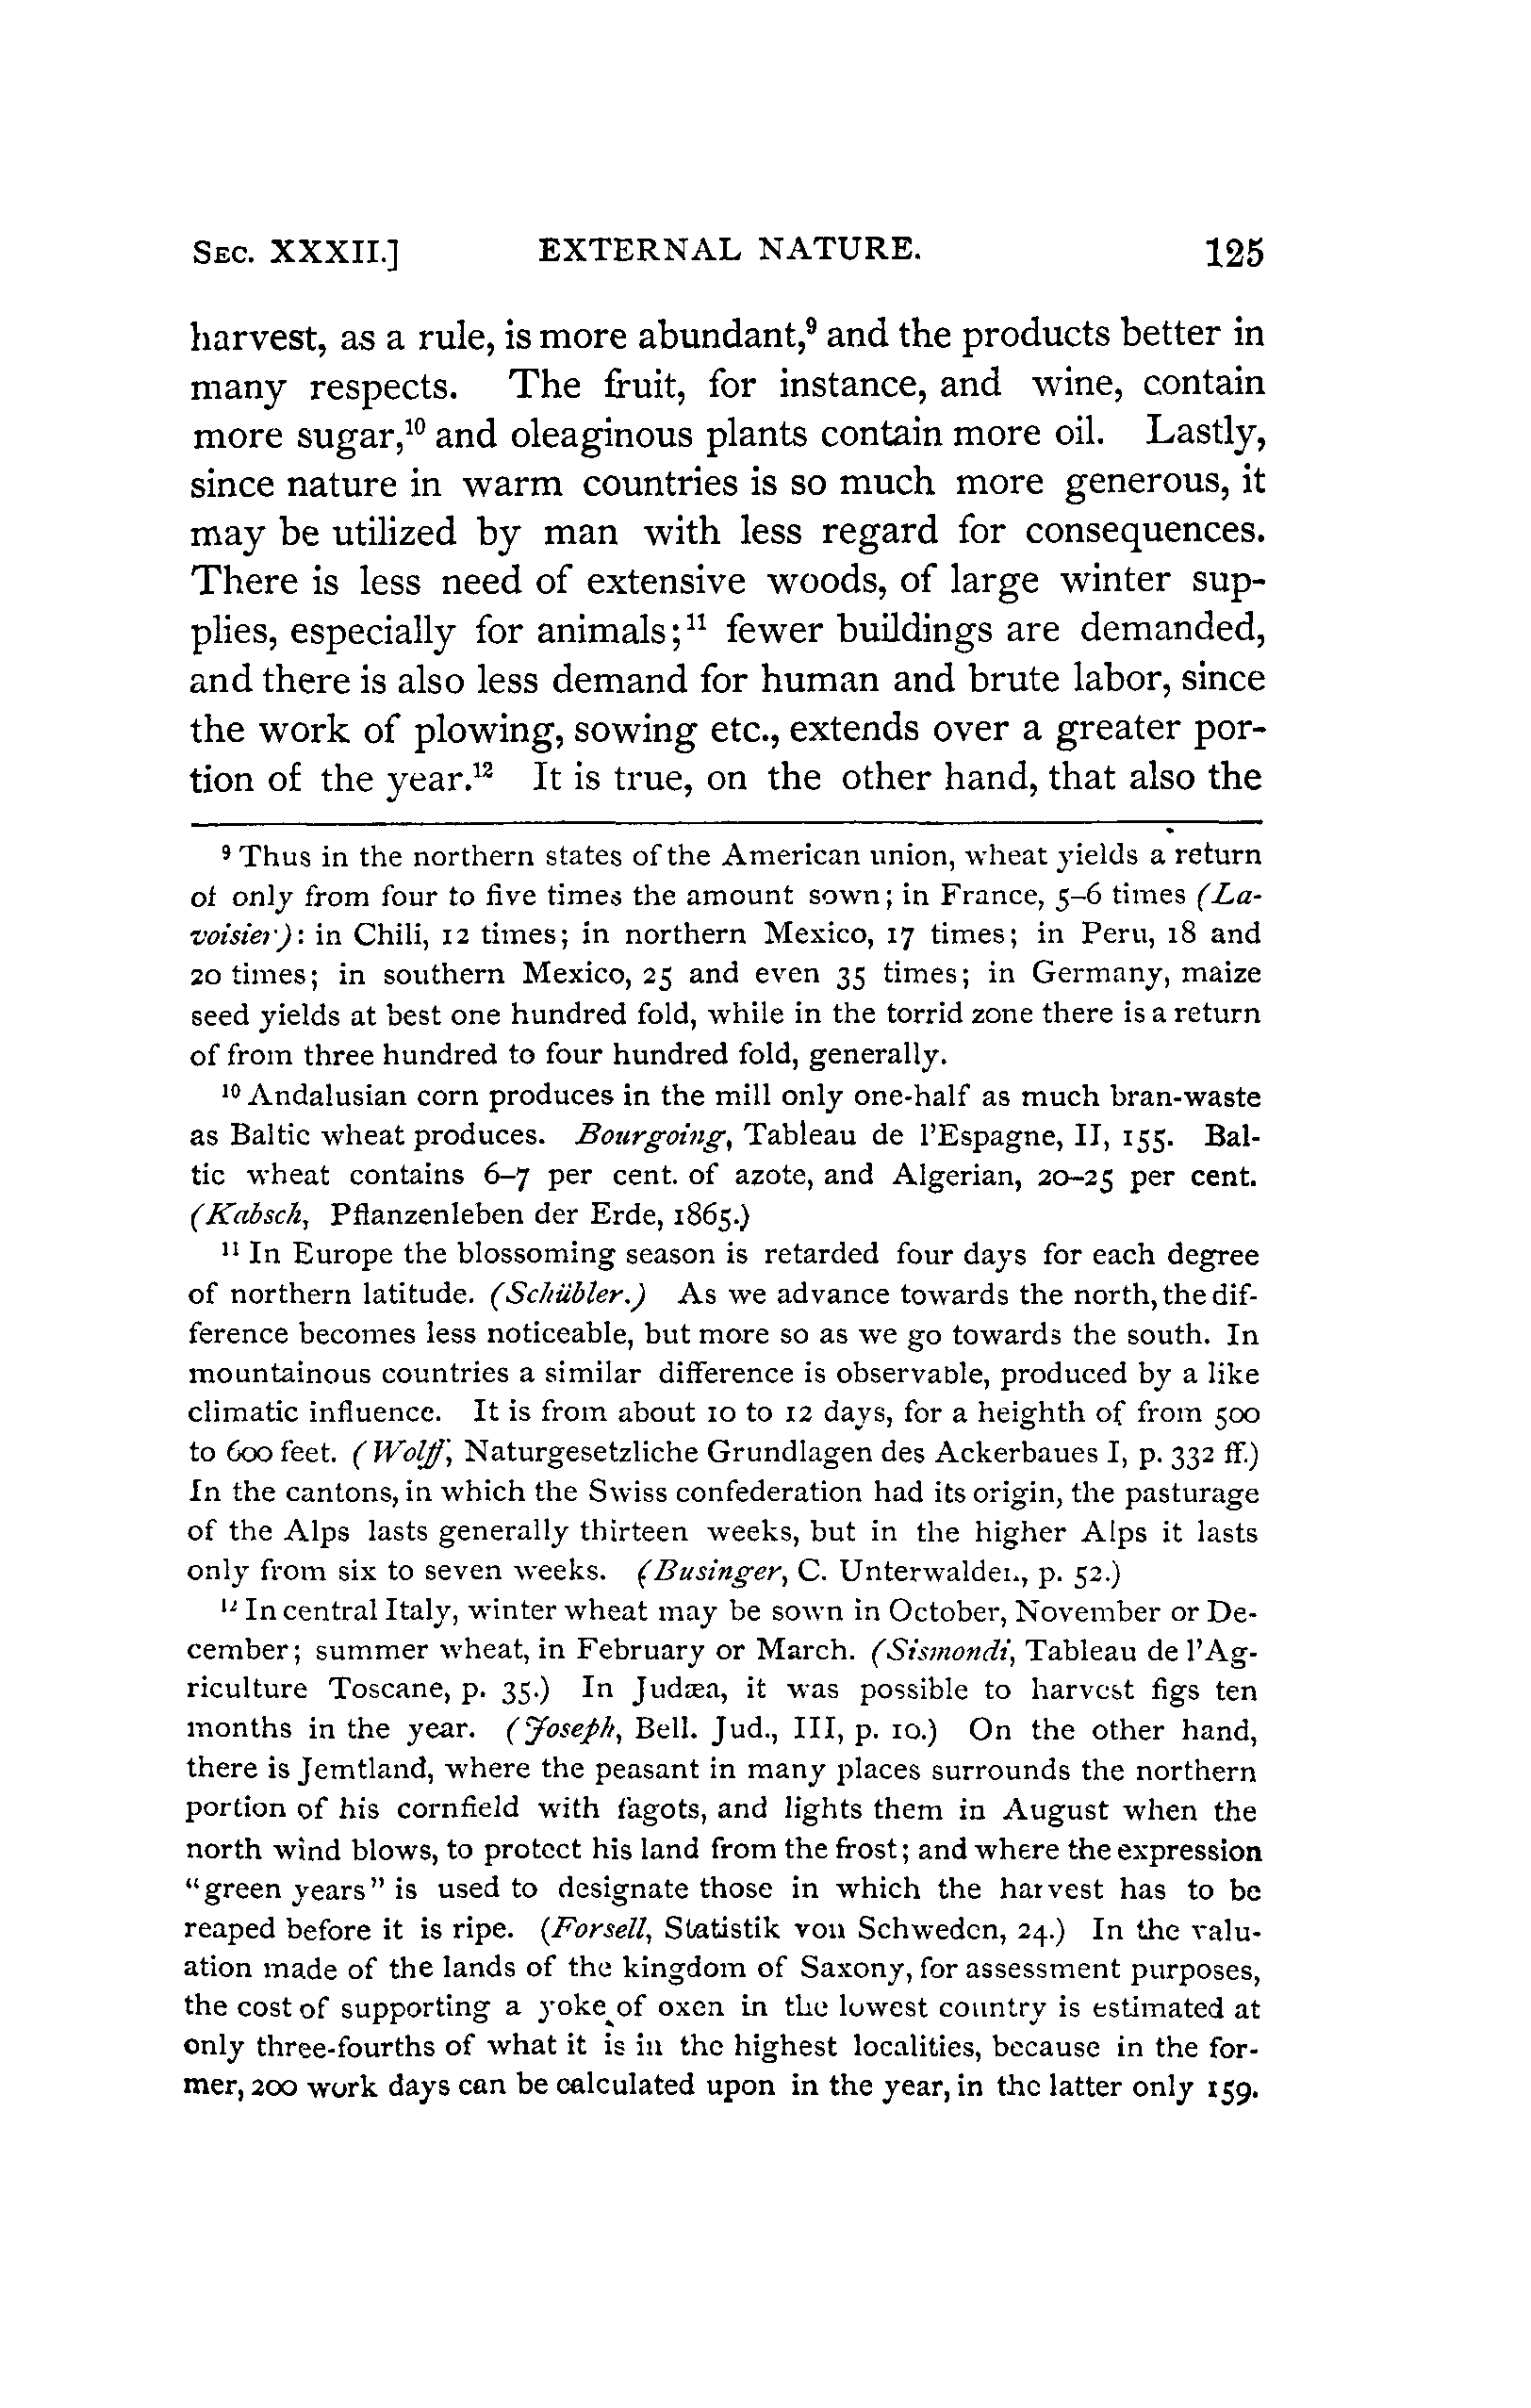 SEC. XXXII.] EXTERNAL NATURE. 125
harvest, as a rule, is more abundant,⁹ and the products better in
many respects. The fruit, for instance, and wine, contain
more sugar,¹⁰ and oleaginous plants contain more oil. Lastly,
since nature in warm countries is so much more generous, it
may be utilized by man with less regard for consequences.
There is less need of extensive woods, of large winter sup-
plies, especially for animals;¹¹ fewer buildings are demanded,
and there is also less demand for human and brute labor, since
the work of plowing, sowing etc., extends over a greater por-
tion of the year.¹² It is true, on the other hand, that also the
⁹ Thus in the northern states of the American union, wheat yields a return
of only from four to five times the amount sown; in France, 5–6 times (La-
voisier): in Chili, 12 times; in northern Mexico, 17 times; in Peru, 18 and
20 times; in southern Mexico, 25 and even 35 times; in Germany, maize
seed yields at best one hundred fold, while in the torrid zone there is a return
of from three hundred to four hundred fold, generally.
¹⁰ Andalusian corn produces in the mill only one-half as much bran-waste
as Baltic wheat produces. Bourgoing, Tableau de l'Espagne, II, 155. Bal-
tic wheat contains 6–7 per cent. of azote, and Algerian, 20–25 per cent.
(Kabsch, Pflanzenleben der Erde, 1865.)
¹¹ In Europe the blossoming season is retarded four days for each degree
of northern latitude. (Schübler.) As we advance towards the north, the dif-
ference becomes less noticeable, but more so as we go towards the south. In
mountainous countries a similar difference is observable, produced by a like
climatic influence. It is from about 10 to 12 days, for a heighth of from 500
to 600 feet. (Wolff, Naturgesetzliche Grundlagen des Ackerbaues I, p. 332 ff.)
In the cantons, in which the Swiss confederation had its origin, the pasturage
of the Alps lasts generally thirteen weeks, but in the higher Alps it lasts
only from six to seven weeks. (Businger, C. Unterwalden, p. 52.)
¹² In central Italy, winter wheat may be sown in October, November or De-
cember; summer wheat, in February or March. (Sismondi, Tableau de l'Ag-
riculture Toscane, p. 35.) In Judæa, it was possible to harvest figs ten
months in the year. (Joseph, Bell. Jud., III, p. 10.) On the other hand,
there is Jemtland, where the peasant in many places surrounds the northern
portion of his cornfield with fagots, and lights them in August when the
north wind blows, to protect his land from the frost; and where the expression
"green years" is used to designate those in which the harvest has to be
reaped before it is ripe. (Forsell, Statistik von Schweden, 24.) In the valu-
ation made of the lands of the kingdom of Saxony, for assessment purposes,
the cost of supporting a yoke of oxen in the lowest country is estimated at
only three-fourths of what it is in the highest localities, because in the for-
mer, 200 work days can be calculated upon in the year, in the latter only 159.